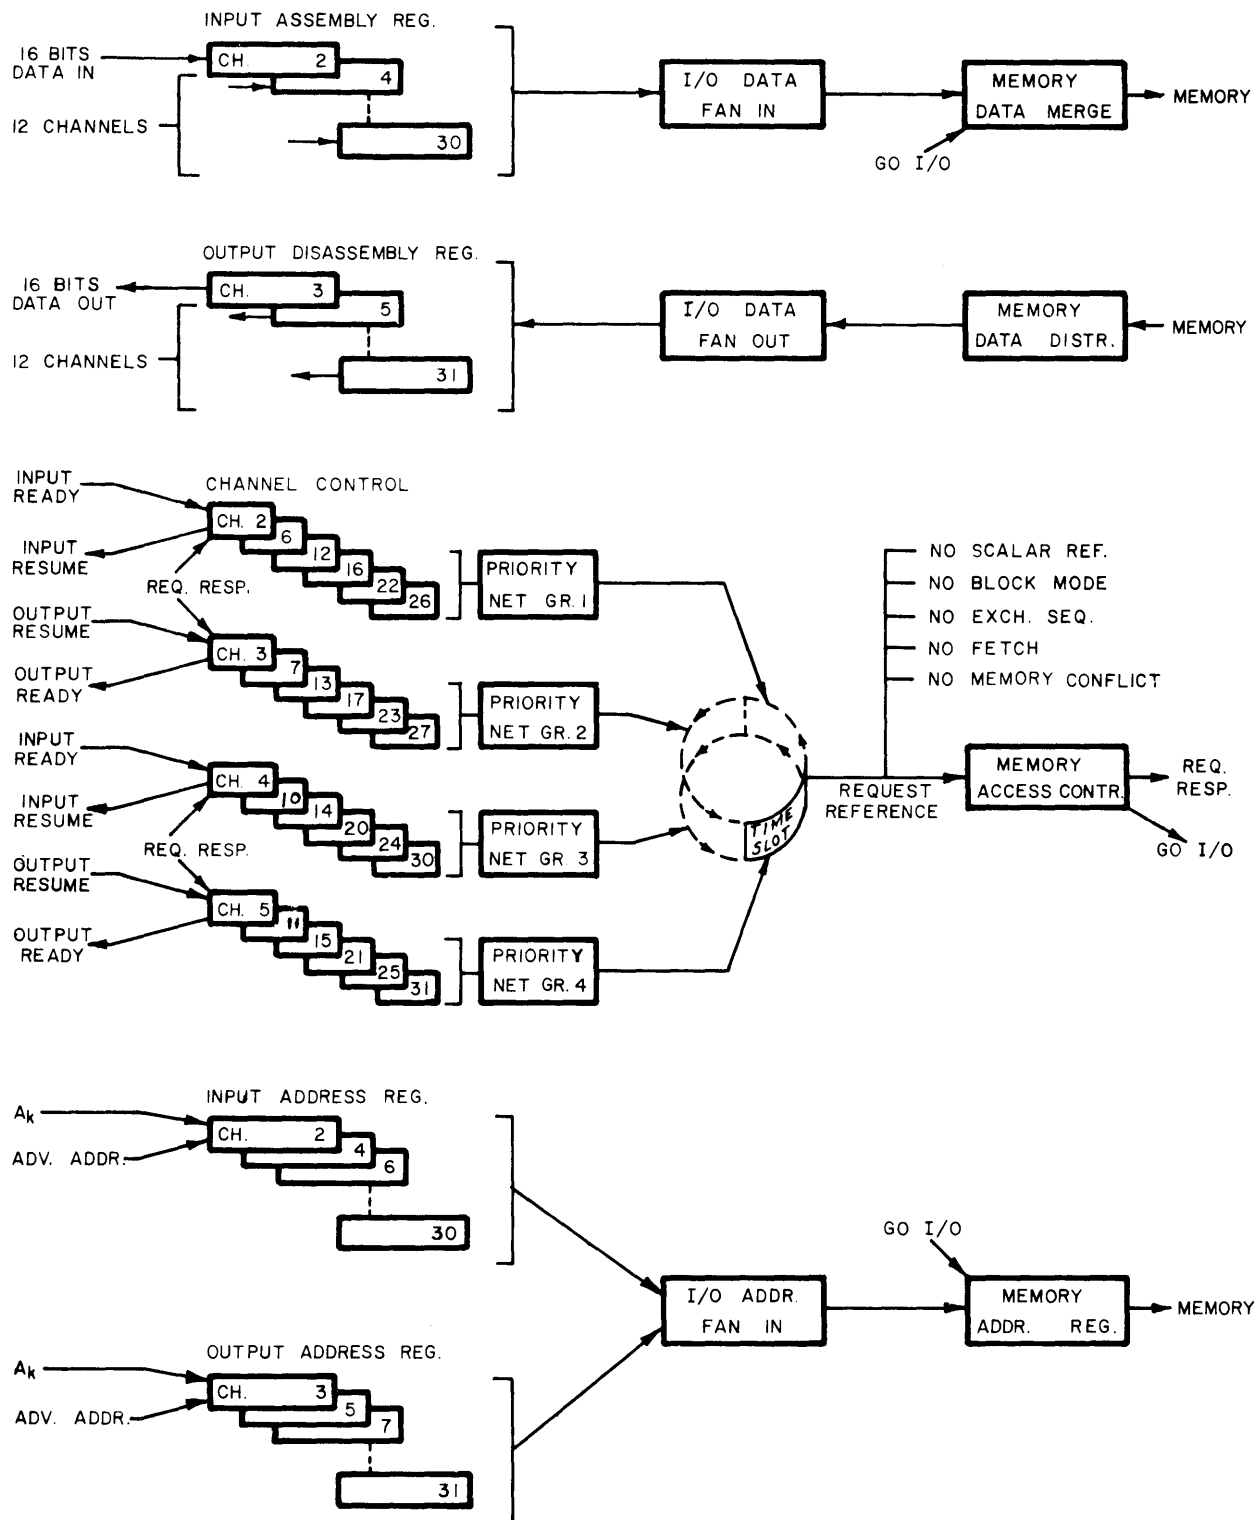 INPUT ASSEMBLY REG.
16 BITS
DATA IN
CH. 2
4
30
12 CHANNELS
I/O DATA
FAN IN
MEMORY
DATA MERGE
MEMORY
GO I/O
OUTPUT DISASSEMBLY REG.
16 BITS
DATA OUT
CH. 3
5
31
12 CHANNELS
I/O DATA
FAN OUT
MEMORY
DATA DISTR.
MEMORY
CHANNEL CONTROL
INPUT
READY
INPUT
RESUME
REQ. RESP.
CH. 2
6
12
16
22
26
PRIORITY
NET GR. 1
OUTPUT
RESUME
OUTPUT
READY
CH. 3
7
13
17
23
27
PRIORITY
NET GR. 2
INPUT
READY
INPUT
RESUME
REQ. RESP.
CH. 4
10
14
20
24
30
PRIORITY
NET GR. 3
OUTPUT
RESUME
OUTPUT
READY
CH. 5
11
15
21
25
31
PRIORITY
NET GR. 4
TIME
SLOT
NO SCALAR REF.
NO BLOCK MODE
NO EXCH. SEQ.
NO FETCH
NO MEMORY CONFLICT
REQUEST
REFERENCE
MEMORY
ACCESS CONTR.
REQ.
RESP.
GO I/O
INPUT ADDRESS REG.
Ak
ADV. ADDR.
CH. 2
4
6
30
OUTPUT ADDRESS REG.
Ak
ADV. ADDR.
CH. 3
5
7
31
I/O ADDR.
FAN IN
GO I/O
MEMORY
ADDR. REG.
MEMORY